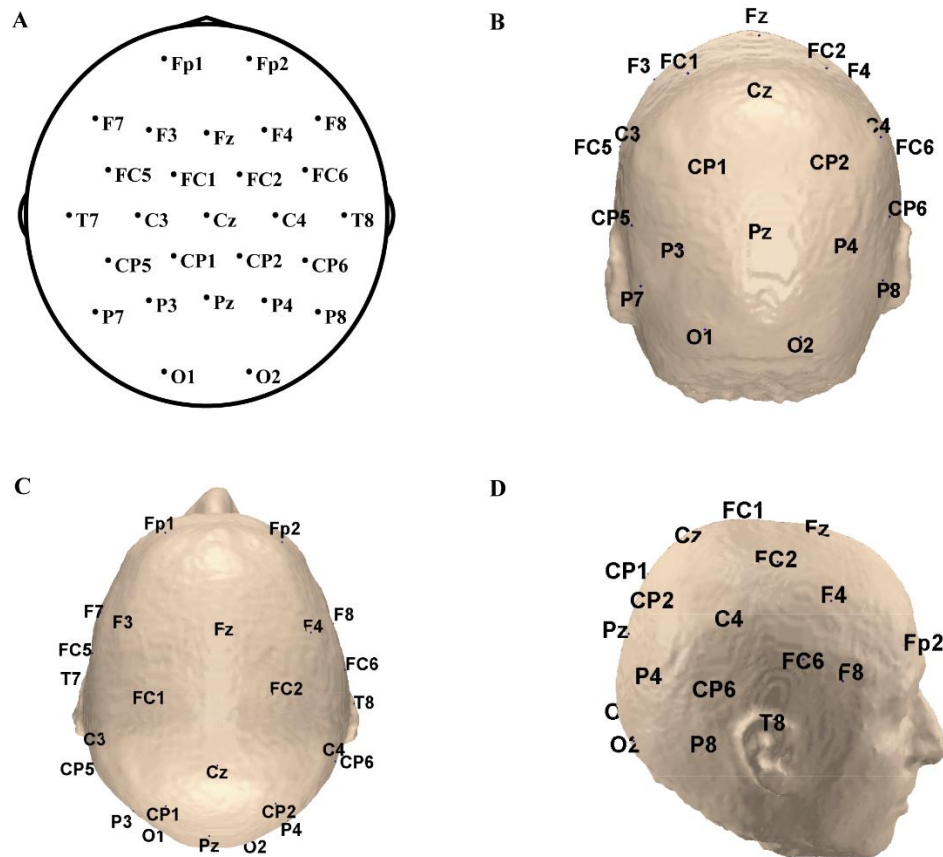 A
Fp1 Fp2
F7 F3 Fz F4 F8
FC5 FC1 FC2 FC6
T7 C3 Cz C4 T8
CP5 CP1 CP2 CP6
P7 P3 Pz P4 P8
O1 O2
B
Fz
F3 FC1 FC2 F4
Cz
C3 C4
FC5 FC6
CP1 CP2
CP5 CP6
Pz
P3 P4
P7 P8
O1 O2
C
Fp1 Fp2
F7 F8
F3 Fz F4
FC5 FC6
T7 FC1 FC2 T8
C3 C4
CP5 Cz CP6
P3 CP1 CP2 P4
O1 Pz O2
D
FC1
Cz Fz
FC2
CP1
CP2 F4
C4
Pz Fp2
P4 FC6 F8
CP6
T8
O2 P8